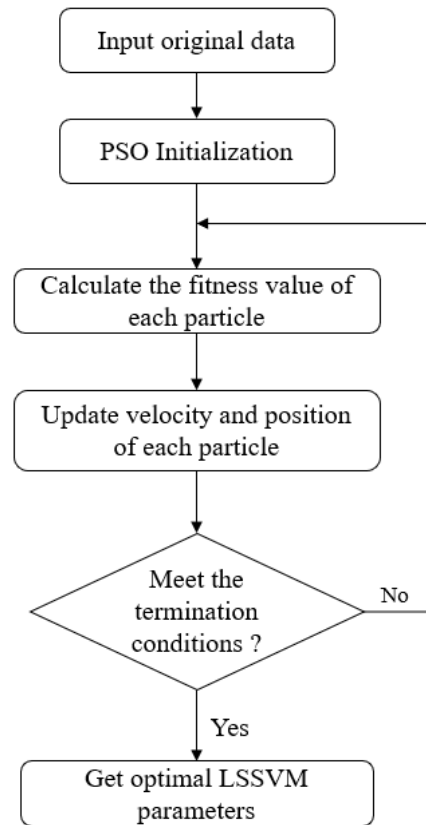 Input original data
PSO Initialization
Calculate the fitness value of
each particle
Update velocity and position
of each particle
Meet the
termination
conditions ?
No
Yes
Get optimal LSSVM
parameters